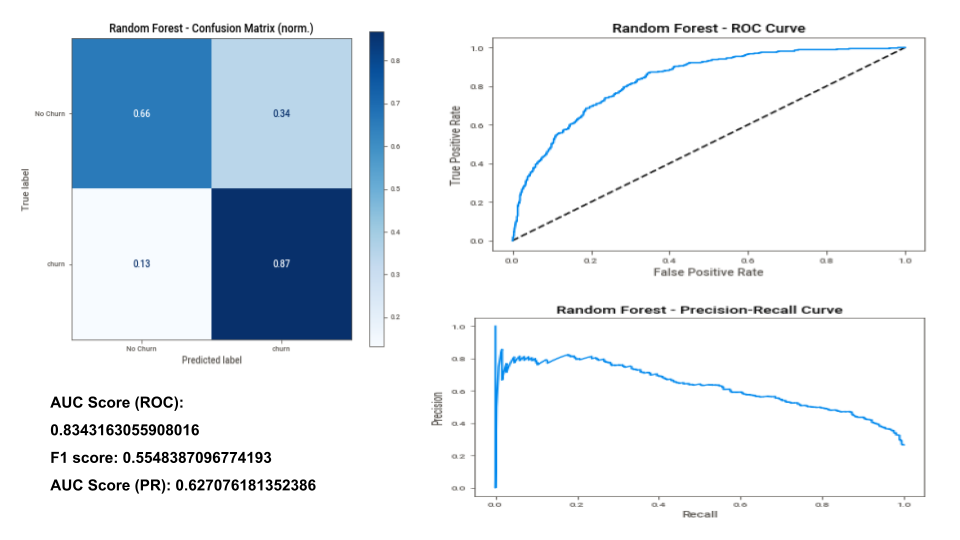 Random Forest - Confusion Matrix (norm.)
True label
No Churn
churn
0.66
0.34
0.13
0.87
No Churn
churn
Predicted label
0.8
0.7
0.6
0.5
0.4
0.3
0.2
AUC Score (ROC):
0.8343163055908016
F1 score: 0.5548387096774193
AUC Score (PR): 0.627076181352386
Random Forest - ROC Curve
True Positive Rate
1.0
0.8
0.6
0.4
0.2
0.0
0.0
0.2
0.4
0.6
0.8
1.0
False Positive Rate
Random Forest - Precision-Recall Curve
Precision
1.0
0.8
0.6
0.4
0.2
0.0
0.0
0.2
0.4
0.6
0.8
1.0
Recall